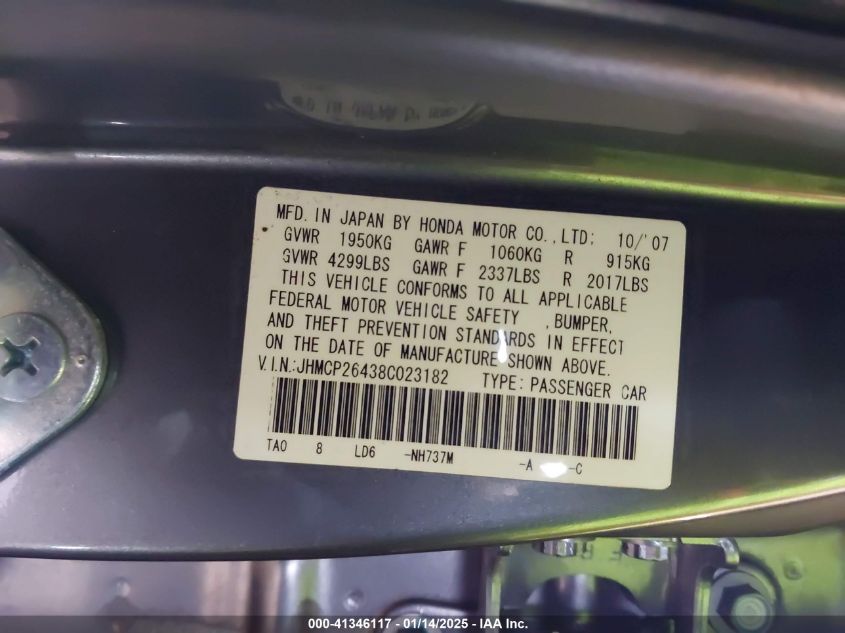 MFD. IN JAPAN BY HONDA MOTOR CO., LTD; 10/'07
GVWR 1950KG GAWR F 1060KG R 915KG
GVWR 4299LBS GAWR F 2337LBS R 2017LBS
THIS VEHICLE CONFORMS TO ALL APPLICABLE
FEDERAL MOTOR VEHICLE SAFETY ,BUMPER,
AND THEFT PREVENTION STANDARDS IN EFFECT
ON THE DATE OF MANUFACTURE SHOWN ABOVE.
V.I.N.:JHMCP26438C023182 TYPE: PASSENGER CAR
TA0 8 LD6 -NH737M -A -C
000-41346117 - 01/14/2025 - IAA Inc.